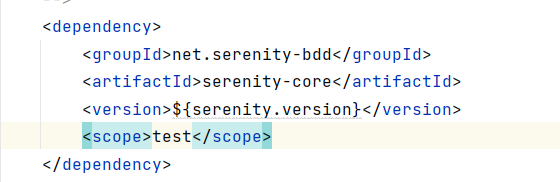 <dependency>
<groupId>net.serenity-bdd</groupId>
<artifactId>serenity-core</artifactId>
<version>${serenity.version}</version>
<scope>test</scope>
</dependency>